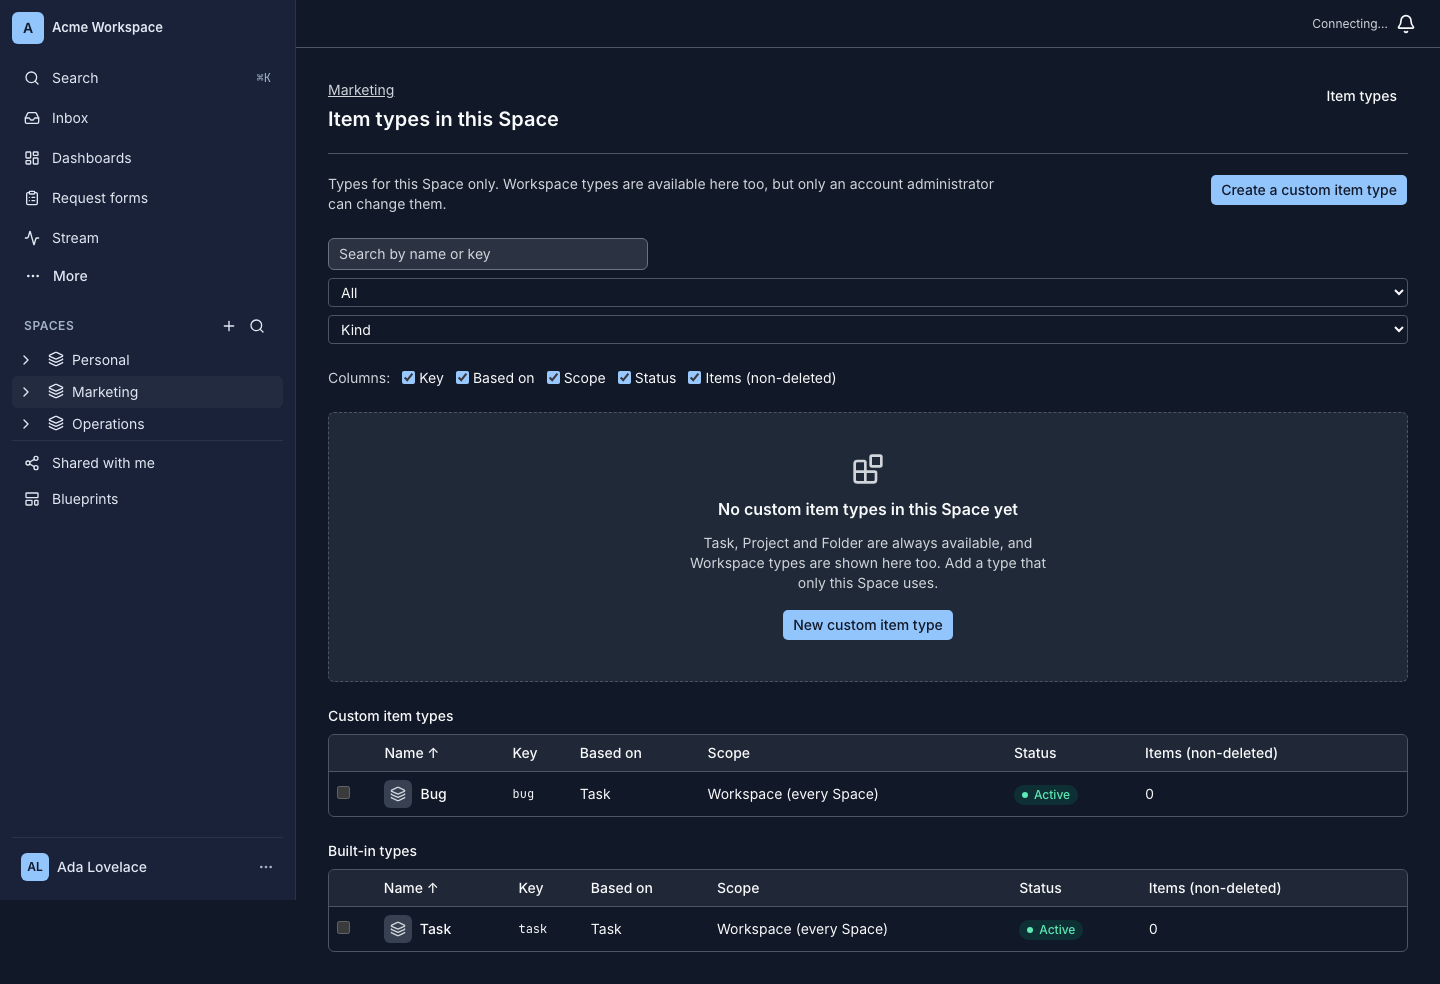 A Acme Workspace
Connecting...
Search ⌘K
Inbox
Dashboards
Request forms
Stream
More
SPACES
Personal
Marketing
Operations
Shared with me
Blueprints
AL Ada Lovelace
Marketing
Item types in this Space
Item types
Types for this Space only. Workspace types are available here too, but only an account administrator
can change them.
Create a custom item type
Search by name or key
All
Kind
Columns: Key Based on Scope Status Items (non-deleted)
No custom item types in this Space yet
Task, Project and Folder are always available, and
Workspace types are shown here too. Add a type that
only this Space uses.
New custom item type
Custom item types
Name ↑ Key Based on Scope Status Items (non-deleted)
Bug bug Task Workspace (every Space) Active 0
Built-in types
Name ↑ Key Based on Scope Status Items (non-deleted)
Task task Task Workspace (every Space) Active 0